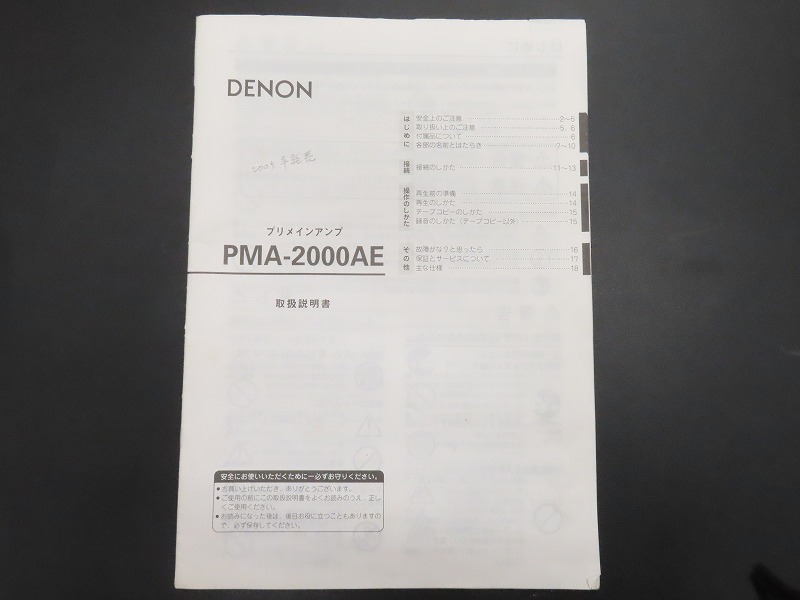 DENON
2005 年発売
プリメインアンプ
PMA-2000AE
取扱説明書
はじめに
安全上のご注意 2～5
取り扱い上のご注意 5, 6
付属品について 6
各部の名前とはたらき 7～10
接続
接続のしかた 11～13
操作のしかた
再生前の準備 14
再生のしかた 14
テープコピーのしかた 15
録音のしかた（テープコピー以外） 15
その他
故障かな？と思ったら 16
保証とサービスについて 17
主な仕様 18
安全にお使いいただくために―必ずお守りください。
●お買い上げいただき、ありがとうございます。
●ご使用の前にこの取扱説明書をよくお読みのうえ、正し
くご使用ください。
●お読みになった後は、後日お役に立つこともありますの
で、必ず保存してください。